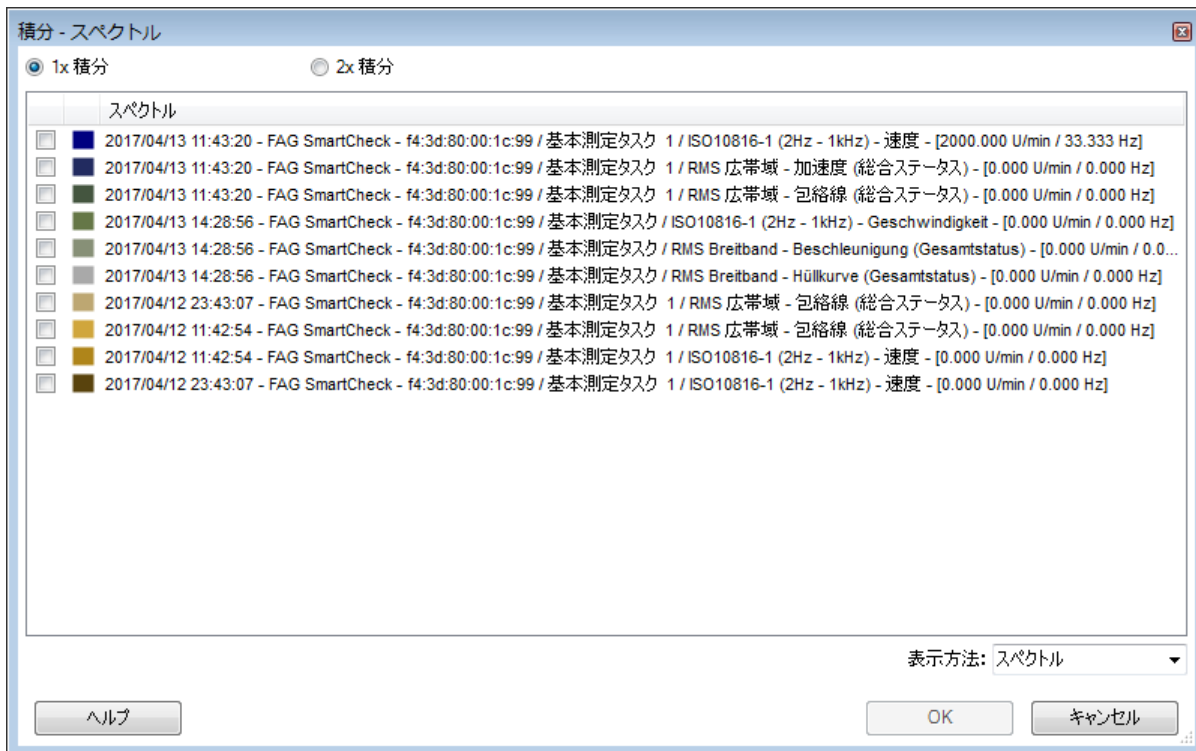 積分 - スペクトル
1x 積分 2x 積分
スペクトル
2017/04/13 11:43:20 - FAG SmartCheck - f4:3d:80:00:1c:99 / 基本測定タスク 1 / ISO10816-1 (2Hz - 1kHz) - 速度 - [2000.000 U/min / 33.333 Hz]
2017/04/13 11:43:20 - FAG SmartCheck - f4:3d:80:00:1c:99 / 基本測定タスク 1 / RMS 広帯域 - 加速度 (総合ステータス) - [0.000 U/min / 0.000 Hz]
2017/04/13 11:43:20 - FAG SmartCheck - f4:3d:80:00:1c:99 / 基本測定タスク 1 / RMS 広帯域 - 包絡線 (総合ステータス) - [0.000 U/min / 0.000 Hz]
2017/04/13 14:28:56 - FAG SmartCheck - f4:3d:80:00:1c:99 / 基本測定タスク / ISO10816-1 (2Hz - 1kHz) - Geschwindigkeit - [0.000 U/min / 0.000 Hz]
2017/04/13 14:28:56 - FAG SmartCheck - f4:3d:80:00:1c:99 / 基本測定タスク / RMS Breitband - Beschleunigung (Gesamtstatus) - [0.000 U/min / 0.0...
2017/04/13 14:28:56 - FAG SmartCheck - f4:3d:80:00:1c:99 / 基本測定タスク / RMS Breitband - Hüllkurve (Gesamtstatus) - [0.000 U/min / 0.000 Hz]
2017/04/12 23:43:07 - FAG SmartCheck - f4:3d:80:00:1c:99 / 基本測定タスク 1 / RMS 広帯域 - 包絡線 (総合ステータス) - [0.000 U/min / 0.000 Hz]
2017/04/12 11:42:54 - FAG SmartCheck - f4:3d:80:00:1c:99 / 基本測定タスク 1 / RMS 広帯域 - 包絡線 (総合ステータス) - [0.000 U/min / 0.000 Hz]
2017/04/12 11:42:54 - FAG SmartCheck - f4:3d:80:00:1c:99 / 基本測定タスク 1 / ISO10816-1 (2Hz - 1kHz) - 速度 - [0.000 U/min / 0.000 Hz]
2017/04/12 23:43:07 - FAG SmartCheck - f4:3d:80:00:1c:99 / 基本測定タスク 1 / ISO10816-1 (2Hz - 1kHz) - 速度 - [0.000 U/min / 0.000 Hz]
表示方法: スペクトル
ヘルプ OK キャンセル